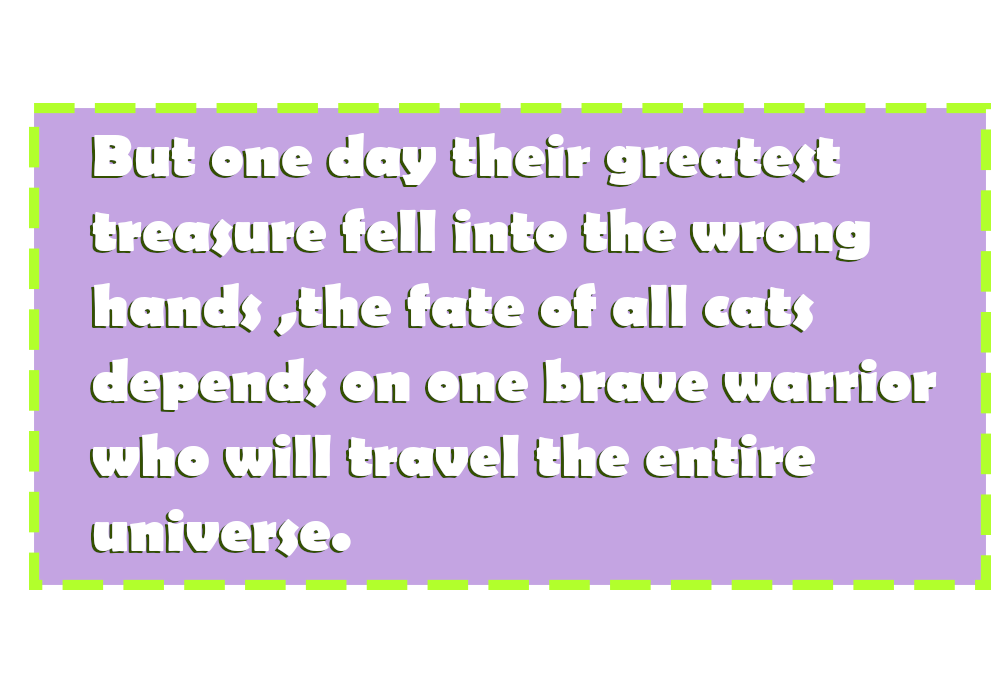 But one day their greatest
treasure fell into the wrong
hands ,the fate of all cats
depends on one brave warrior
who will travel the entire
universe.